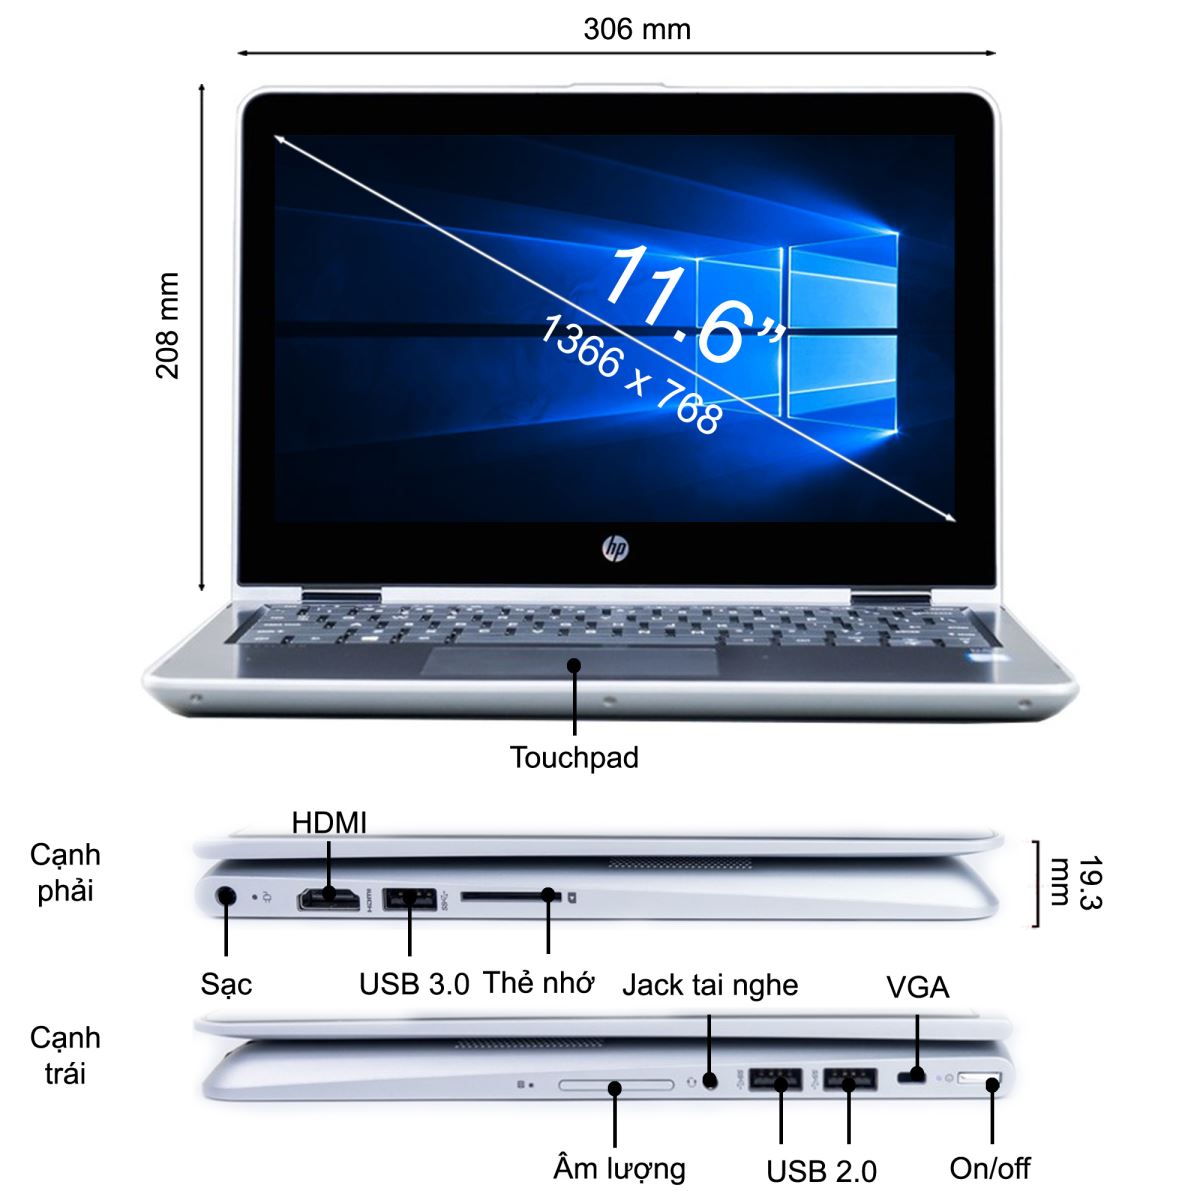 306 mm
208 mm
11.6”
1366 x 768
hp
Touchpad
HDMI
Cạnh
phải
19.3
mm
HDMI
Sạc
USB 3.0
Thẻ nhớ
Jack tai nghe
VGA
Cạnh
trái
Âm lượng
USB 2.0
On/off